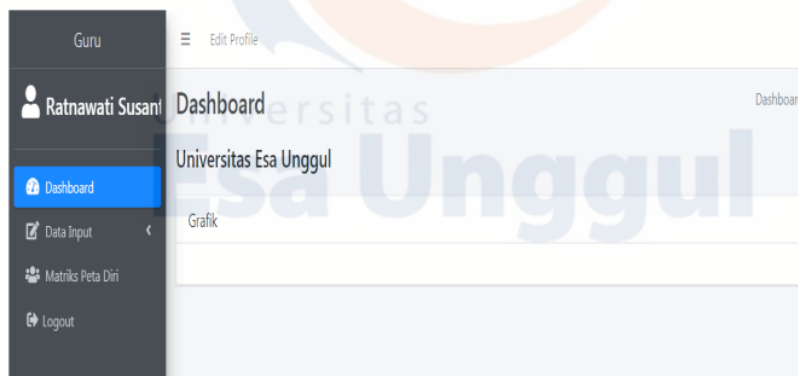 Guru
Edit Profile
Ratnawati Susant
Dashboard
Dashboar
Universitas
Esa Unggul
Universitas Esa Unggul
Dashboard
Data Input
Grafik
Matriks Peta Diri
Logout